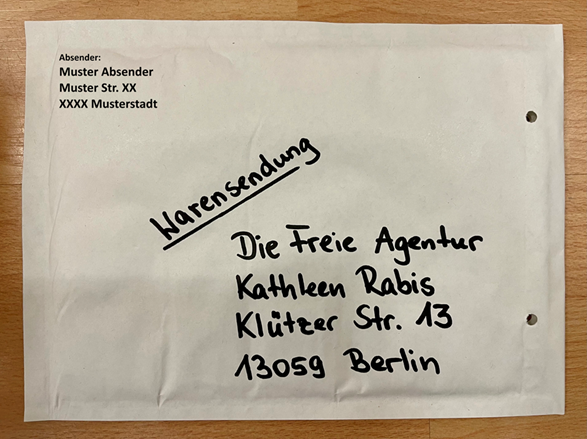 Absender:
Muster Absender
Muster Str. XX
XXXX Musterstadt
Warensendung
Die Freie Agentur
Kathleen Rabis
Klützer Str. 13
13059 Berlin